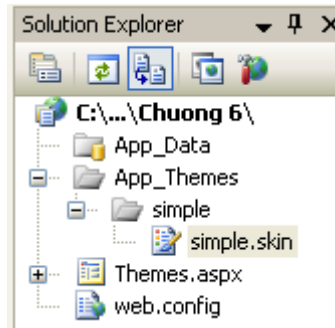 Solution Explorer
C:\...\Chuong 6\
App_Data
App_Themes
simple
simple.skin
Themes.aspx
web.config